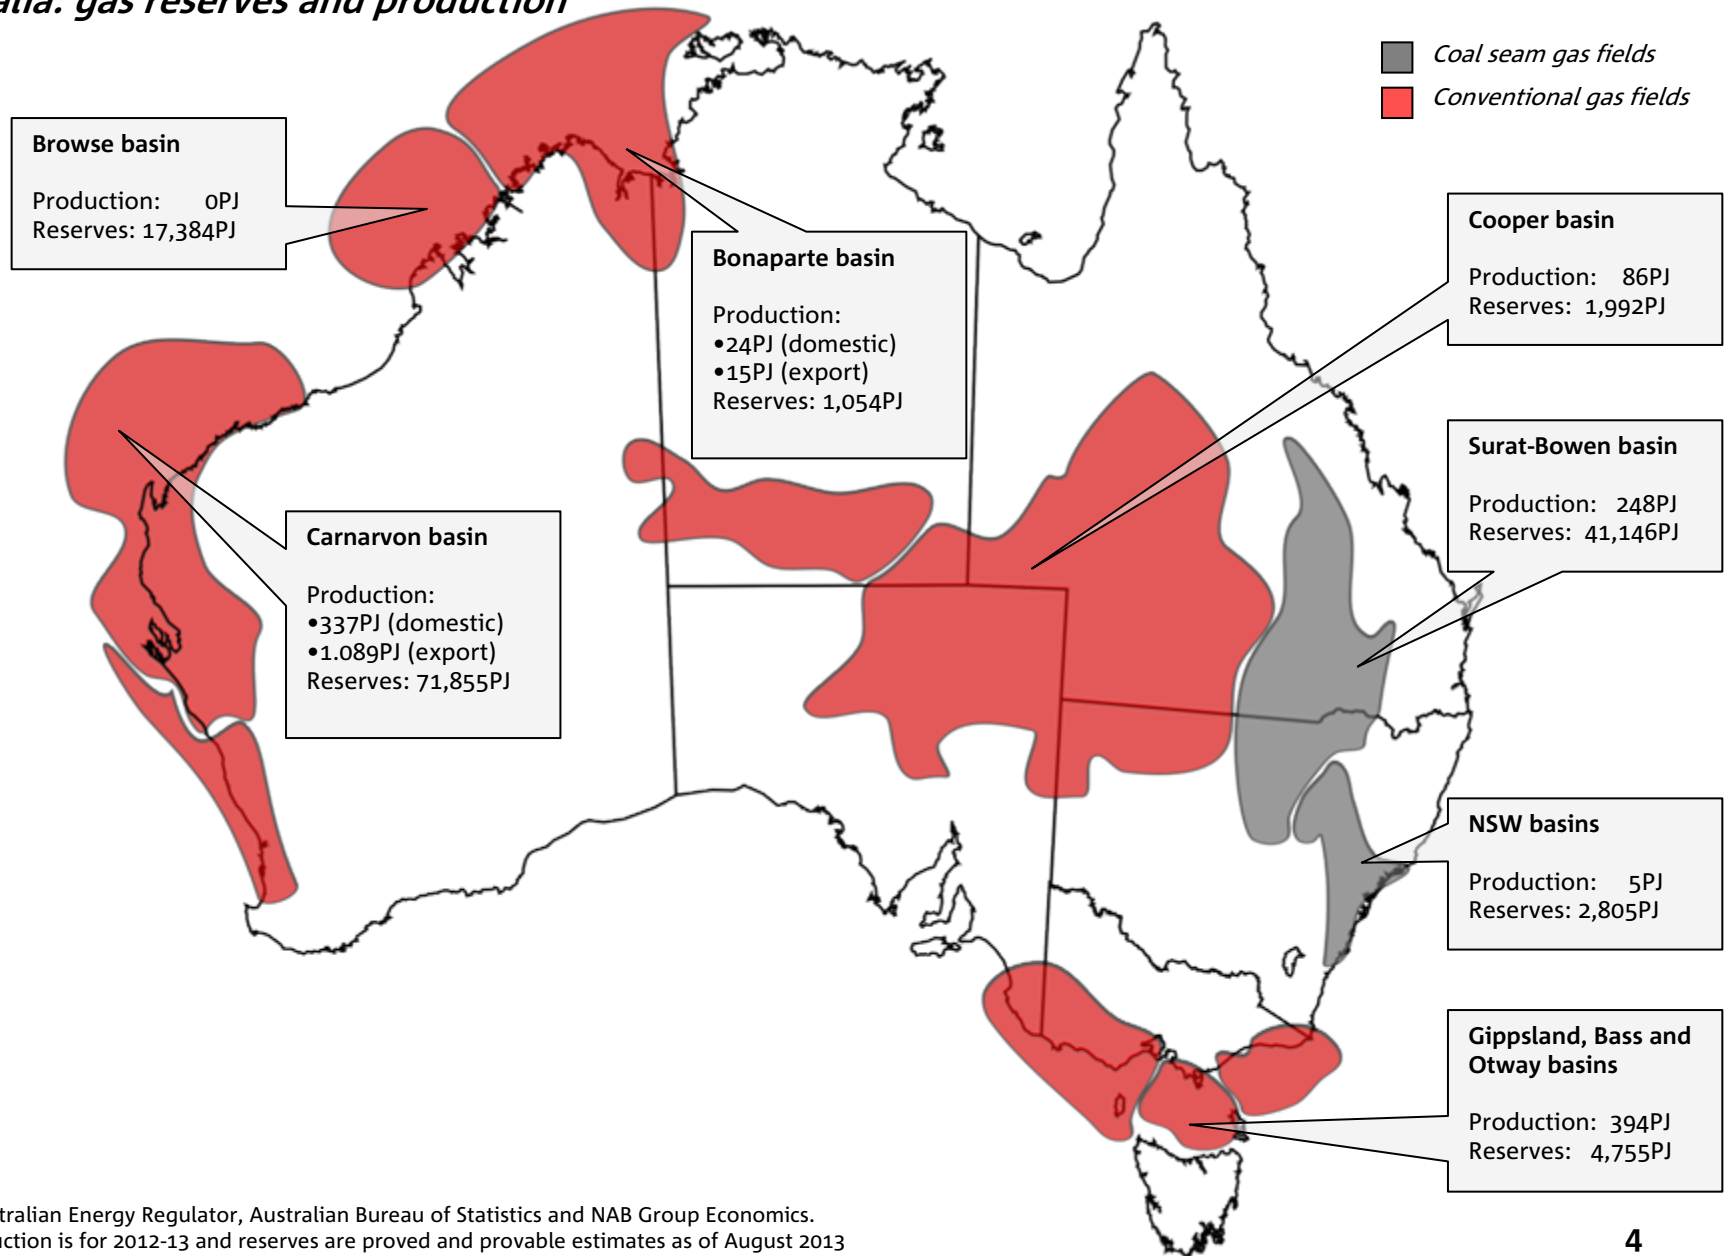 gas reserves and production
Coal seam gas fields
Conventional gas fields
Browse basin
Production: 0PJ
Reserves: 17,384PJ
Bonaparte basin
Production:
•24PJ (domestic)
•15PJ (export)
Reserves: 1,054PJ
Cooper basin
Production: 86PJ
Reserves: 1,992PJ
Surat-Bowen basin
Production: 248PJ
Reserves: 41,146PJ
Carnarvon basin
Production:
•337PJ (domestic)
•1.089PJ (export)
Reserves: 71,855PJ
NSW basins
Production: 5PJ
Reserves: 2,805PJ
Gippsland, Bass and
Otway basins
Production: 394PJ
Reserves: 4,755PJ
tralian Energy Regulator, Australian Bureau of Statistics and NAB Group Economics.
uction is for 2012-13 and reserves are proved and provable estimates as of August 2013
4